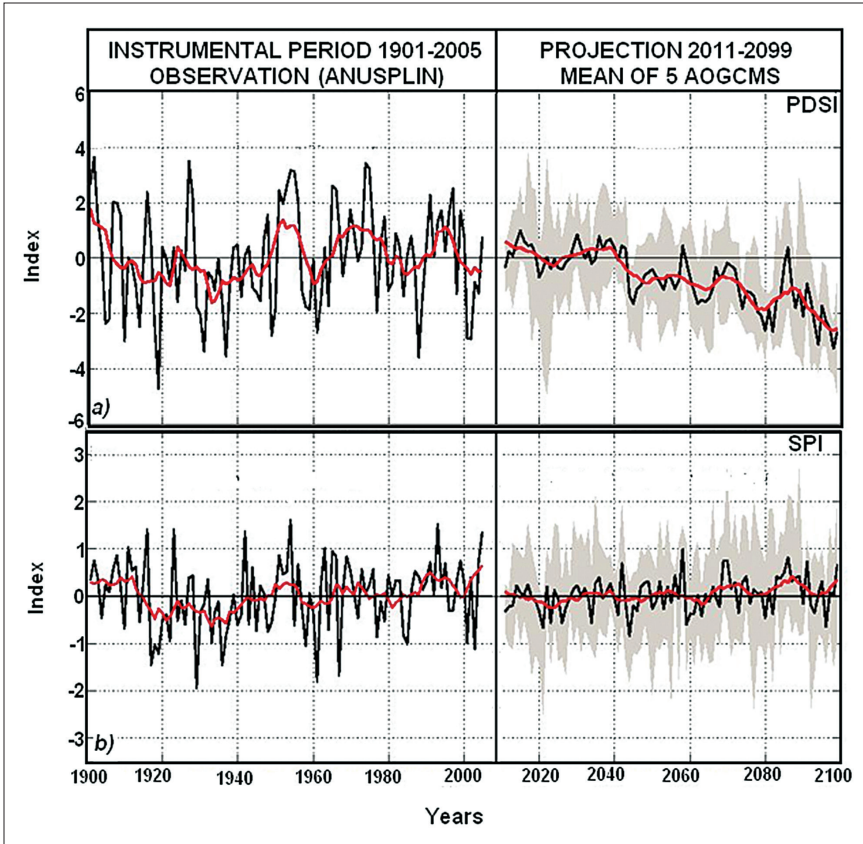 INSTRUMENTAL PERIOD 1901-2005
OBSERVATION (ANUSPLIN)
PROJECTION 2011-2099
MEAN OF 5 AOGCMS
PDSI
6
4
2
0
-2
-4
-6
Index
a)
SPI
3
2
1
0
-1
-2
-3
Index
b)
1900 1920 1940 1960 1980 2000 2020 2040 2060 2080 2100
Years